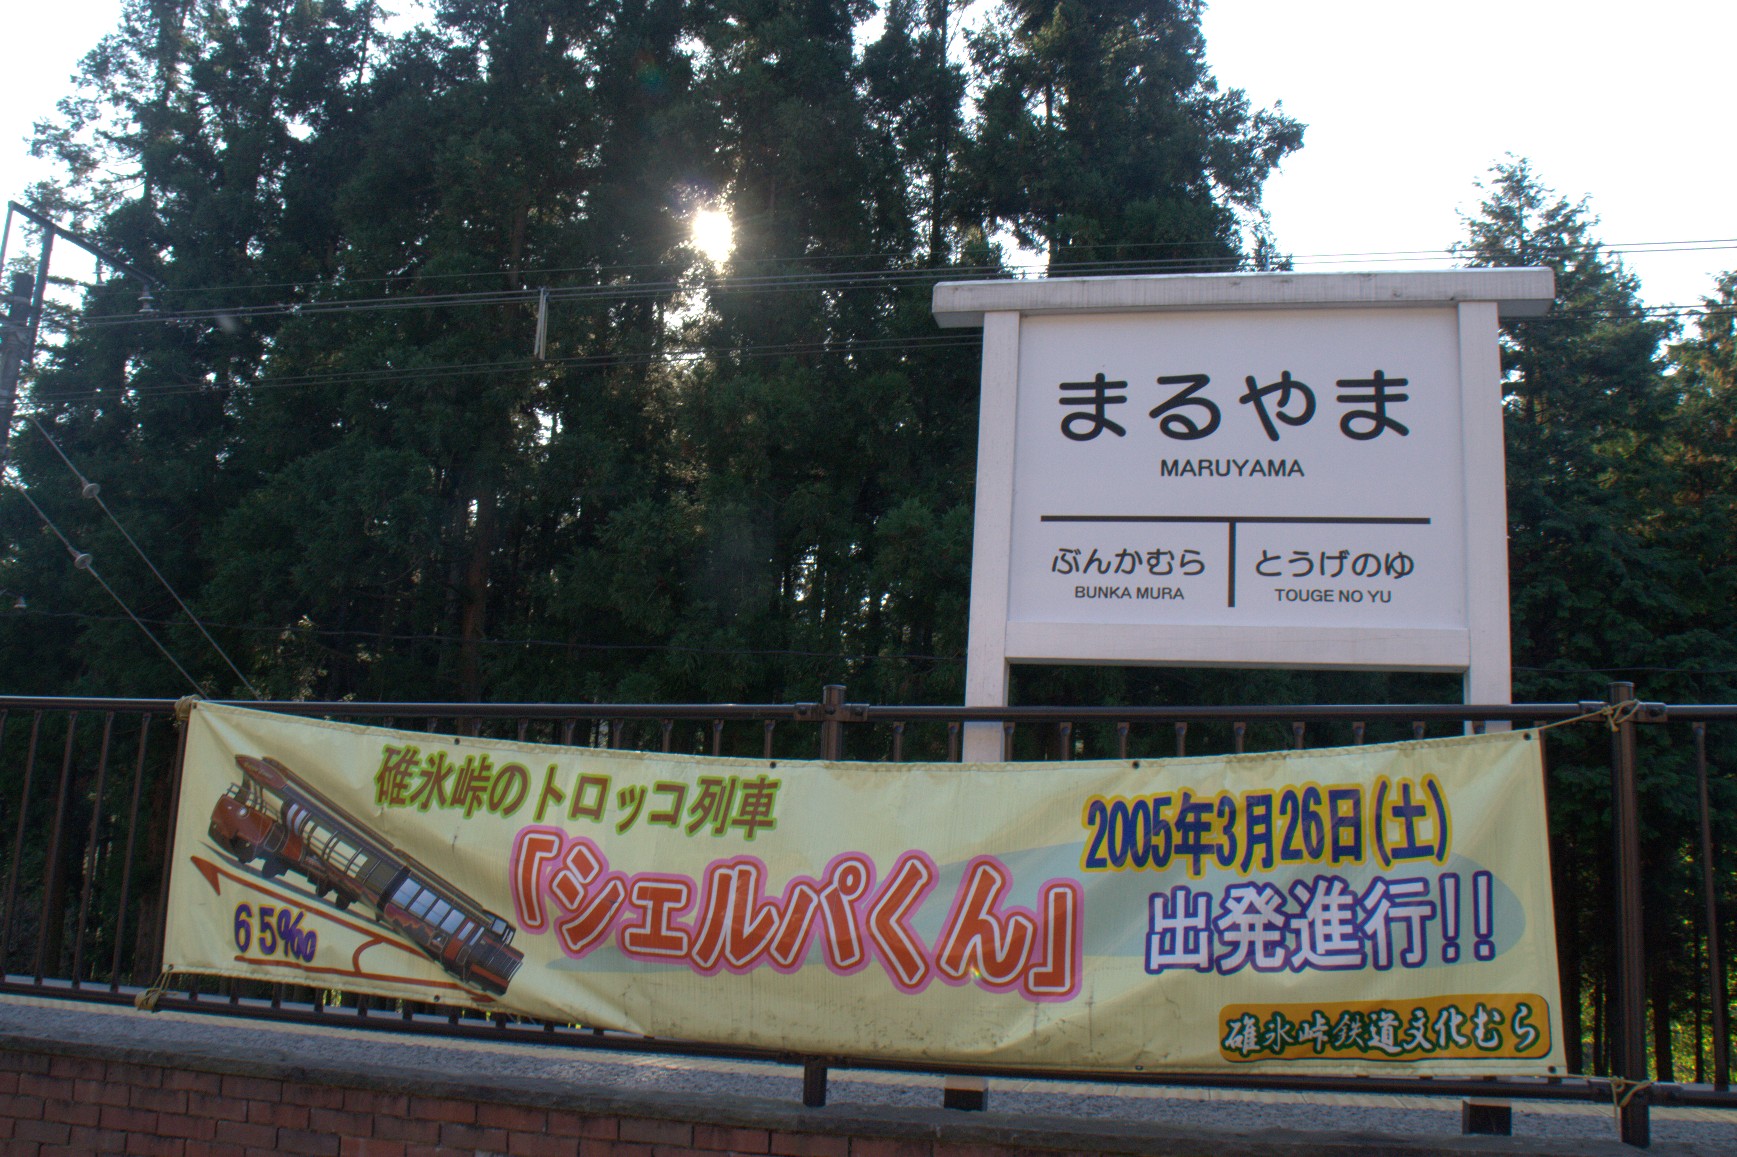 まるやま
MARUYAMA
ぶんかむら
BUNKA MURA
とうげのゆ
TOUGE NO YU
碓氷峠のトロッコ列車
「シェルパくん」
65‰
2005年3月26日(土)
出発進行!!
碓氷峠鉄道文化むら